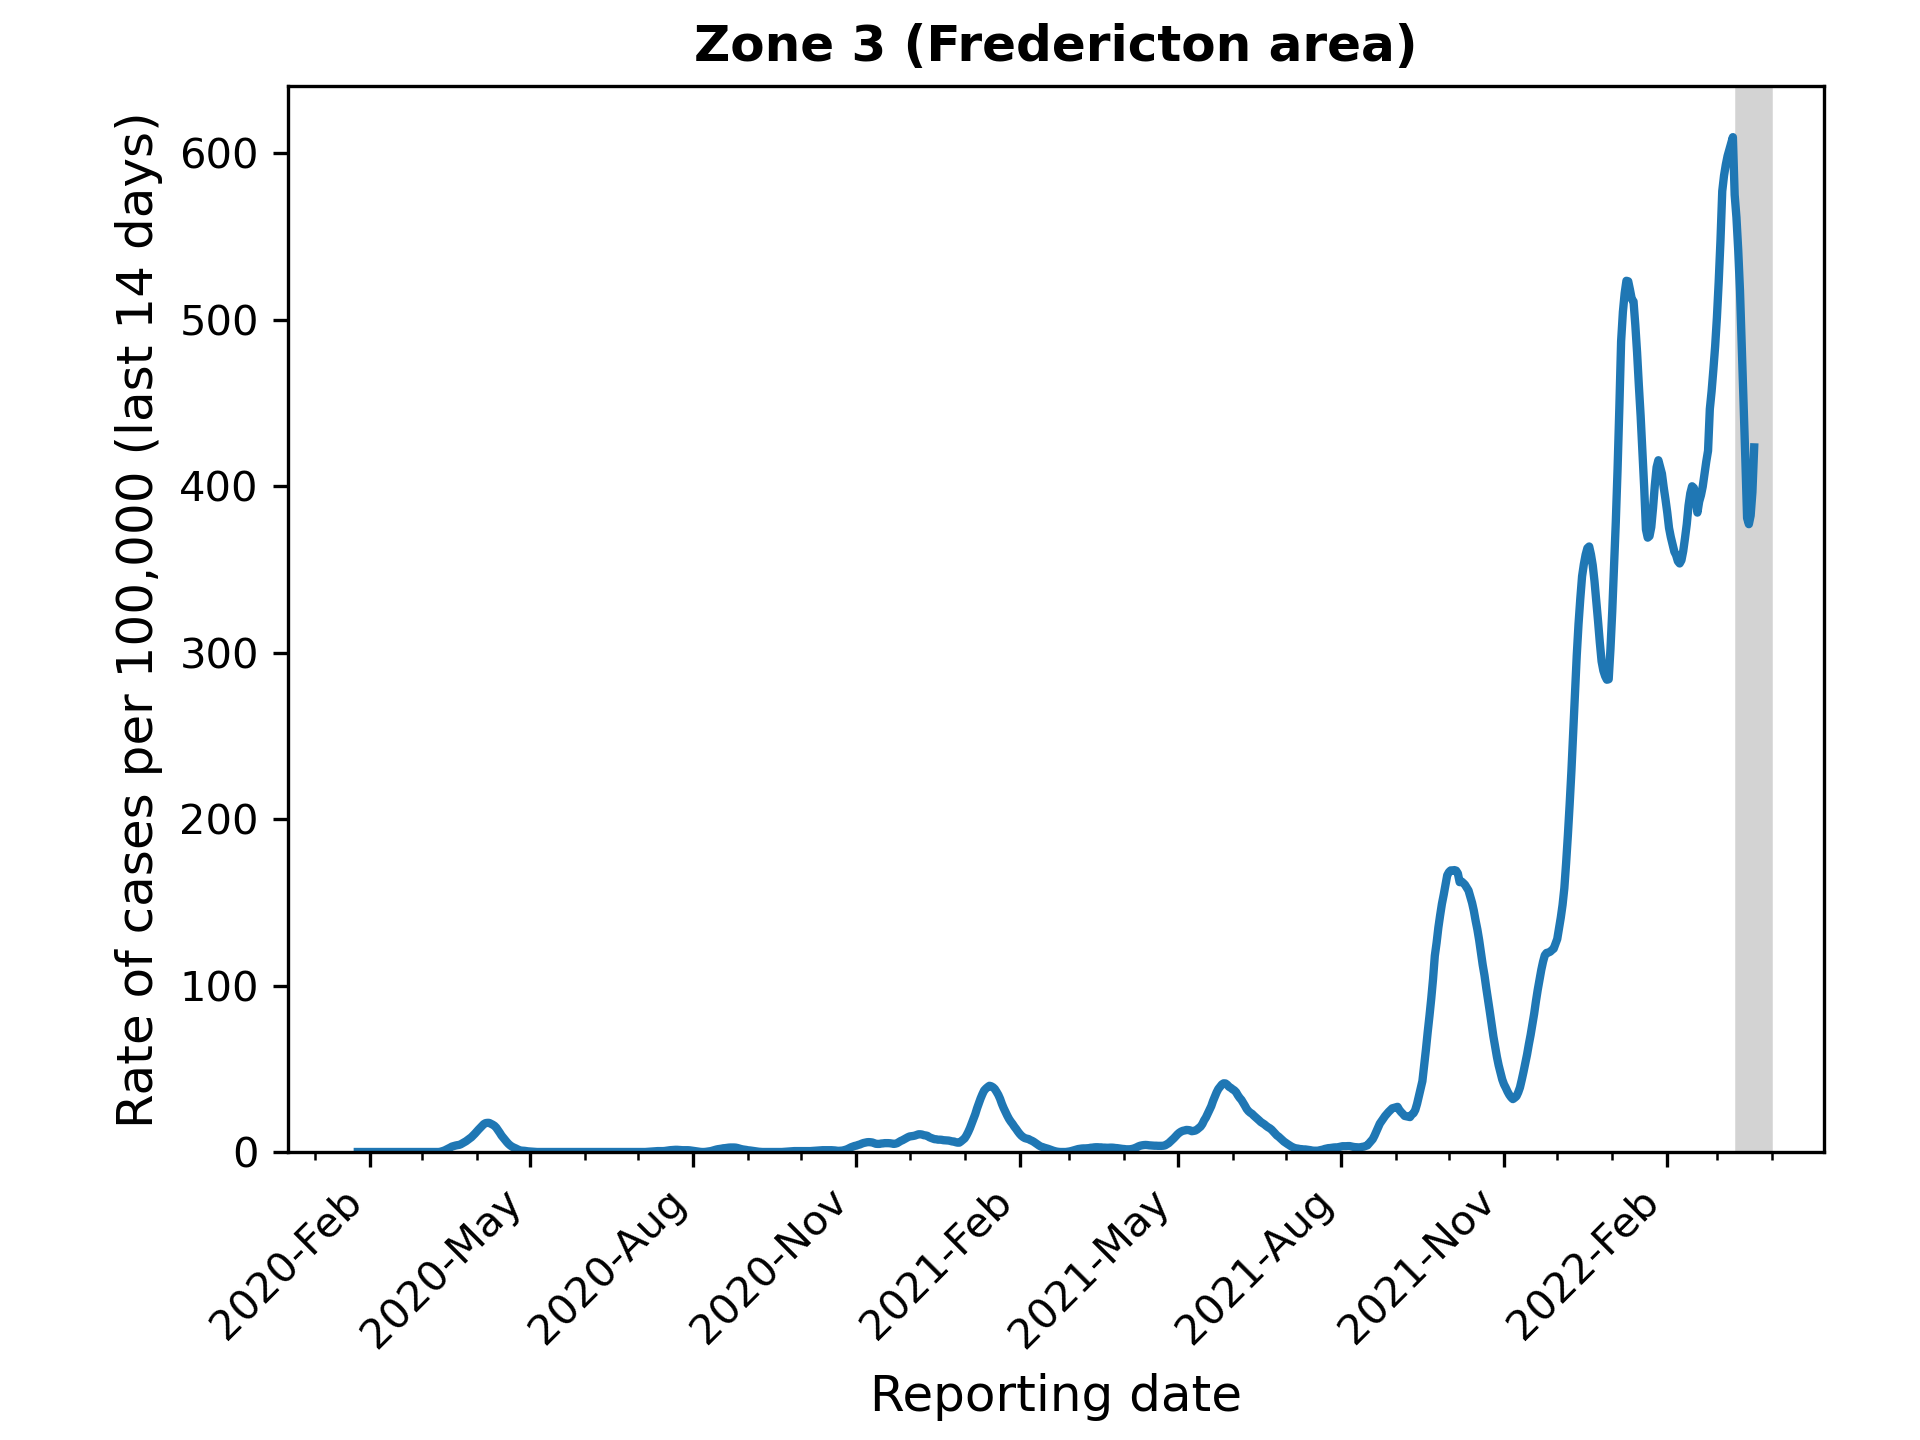 Zone 3 (Fredericton area)
Rate of cases per 100,000 (last 14 days)
600
500
400
300
200
100
0
2020-Feb
2020-May
2020-Aug
2020-Nov
2021-Feb
2021-May
2021-Aug
2021-Nov
2022-Feb
Reporting date